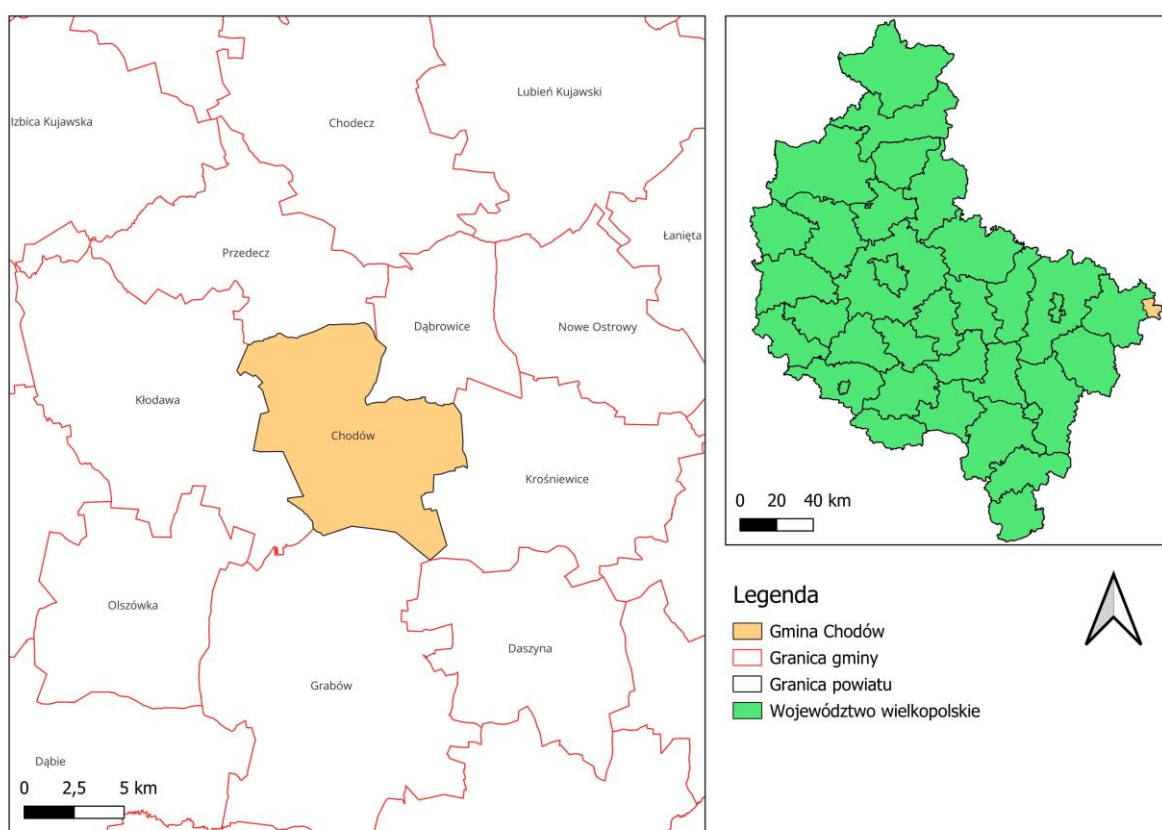 Lubień Kujawski
Izbica Kujawska
Chodecz
Łanięta
Przedecz
Dąbrowice
Nowe Ostrowy
Kłodawa
Chodów
Krośniewice
Olszówka
Daszyna
Grabów
Dąbie
0 2,5 5 km
0 20 40 km
Legenda
Gmina Chodów
Granica gminy
Granica powiatu
Województwo wielkopolskie